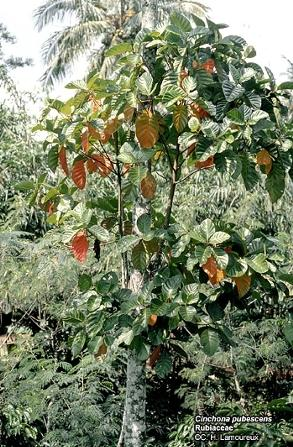 Cinchona pubescens
Rubiaceae
©C. H. Lamoureux